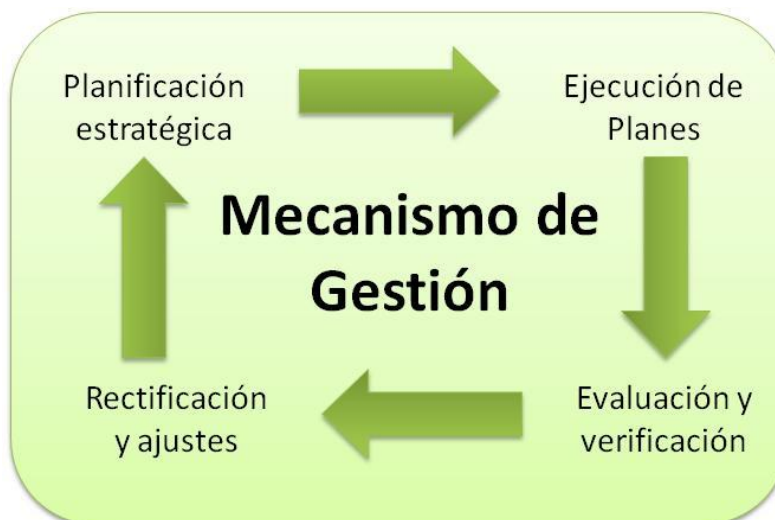 Planificación
estratégica
Ejecución de
Planes
Mecanismo de
Gestión
Rectificación
y ajustes
Evaluación y
verificación